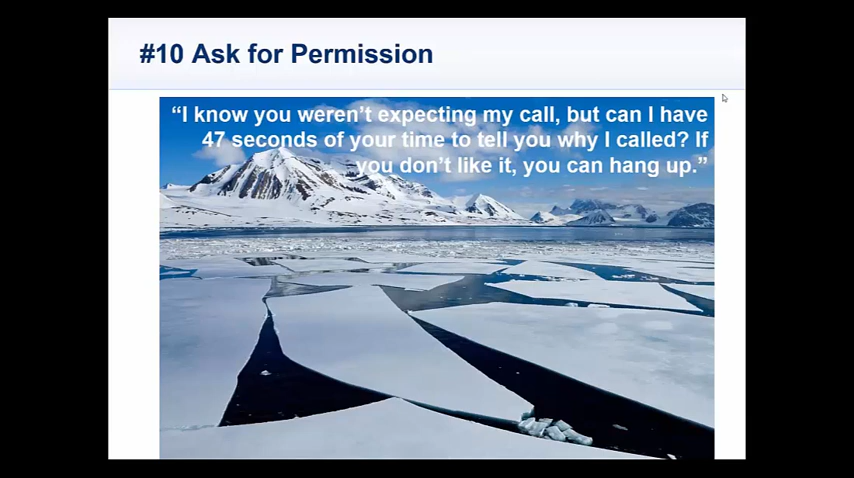 #10 Ask for Permission
“I know you weren’t expecting my call, but can I have
47 seconds of your time to tell you why I called? If
you don’t like it, you can hang up.”